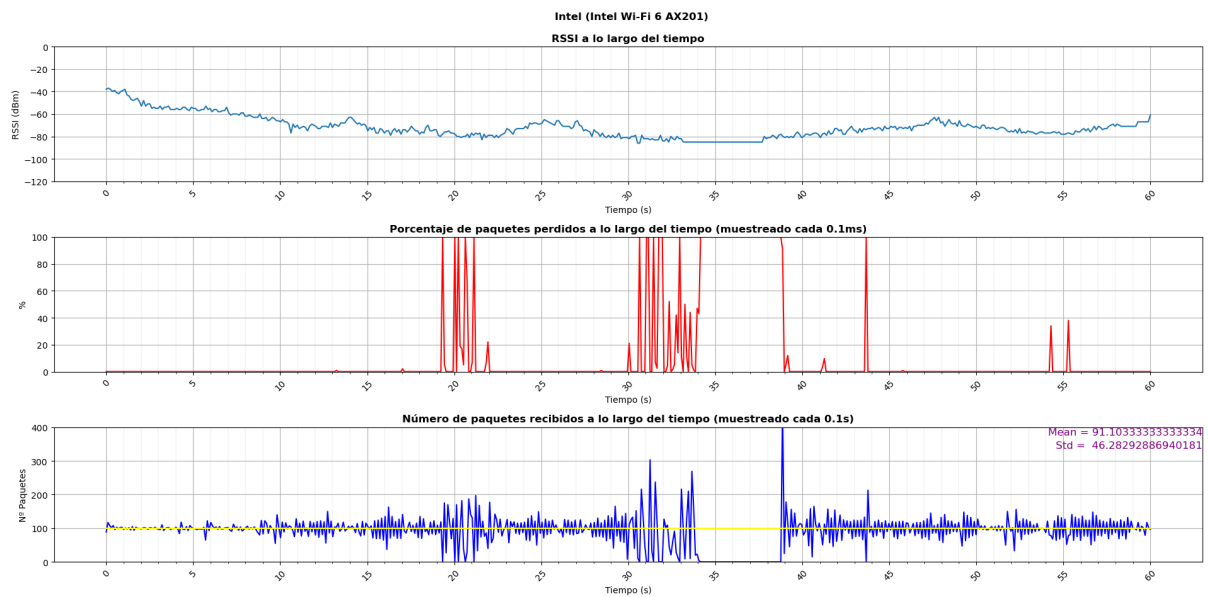 Intel (Intel Wi-Fi 6 AX201)
RSSI a lo largo del tiempo
0
−20
−40
−60
−80
−100
−120
RSSI (dBm)
0 5 10 15 20 25 30 35 40 45 50 55 60
Tiempo (s)
Porcentaje de paquetes perdidos a lo largo del tiempo (muestreado cada 0.1ms)
100
80
60
40
20
0
%
0 5 10 15 20 25 30 35 40 45 50 55 60
Tiempo (s)
Número de paquetes recibidos a lo largo del tiempo (muestreado cada 0.1s)
Mean = 91.10333333333334
Std = 46.28292886940181
400
300
200
100
0
Nº Paquetes
0 5 10 15 20 25 30 35 40 45 50 55 60
Tiempo (s)